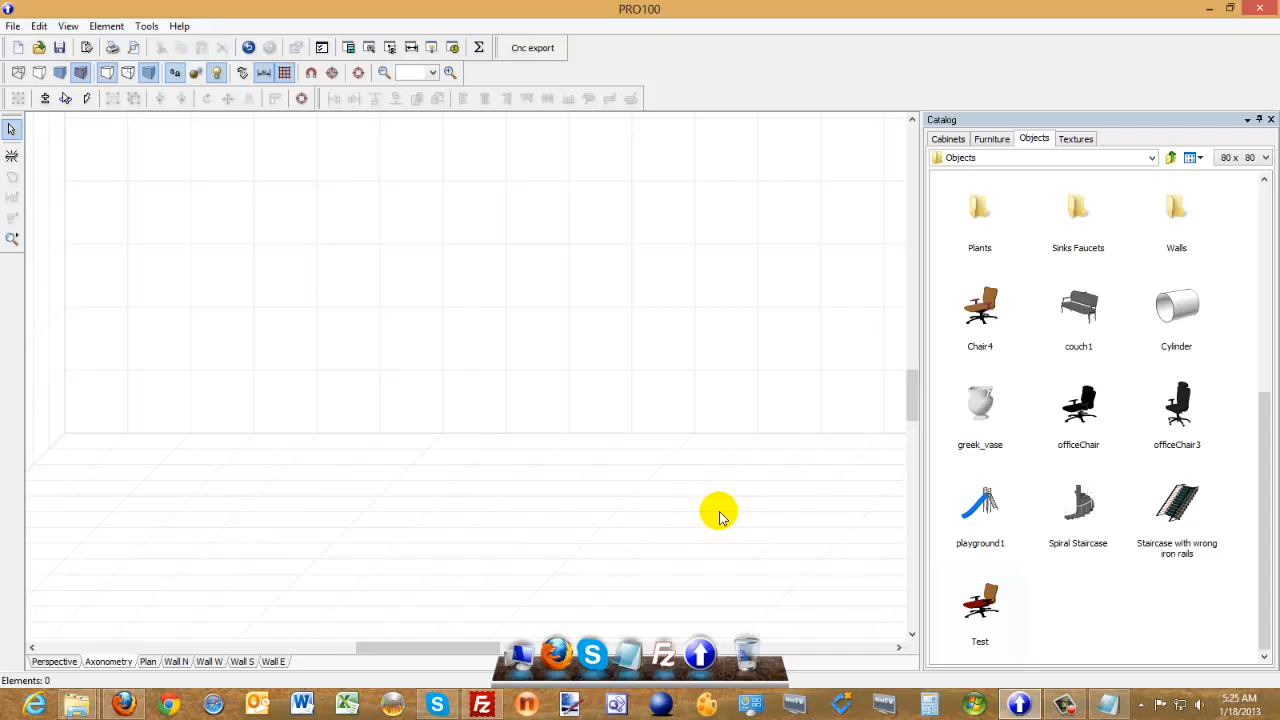 PRO100
File Edit View Element Tools Help
Cnc export
Catalog
Cabinets Furniture Objects Textures
Objects 80 x 80
Plants Sinks Faucets Walls
Chair4 couch1 Cylinder
greek_vase officeChair officeChair3
playground1 Spiral Staircase Staircase with wrong iron rails
Test
Perspective Axonometry Plan Wall N Wall W Wall S Wall E
Elements: 0
5:25 AM
1/18/2013